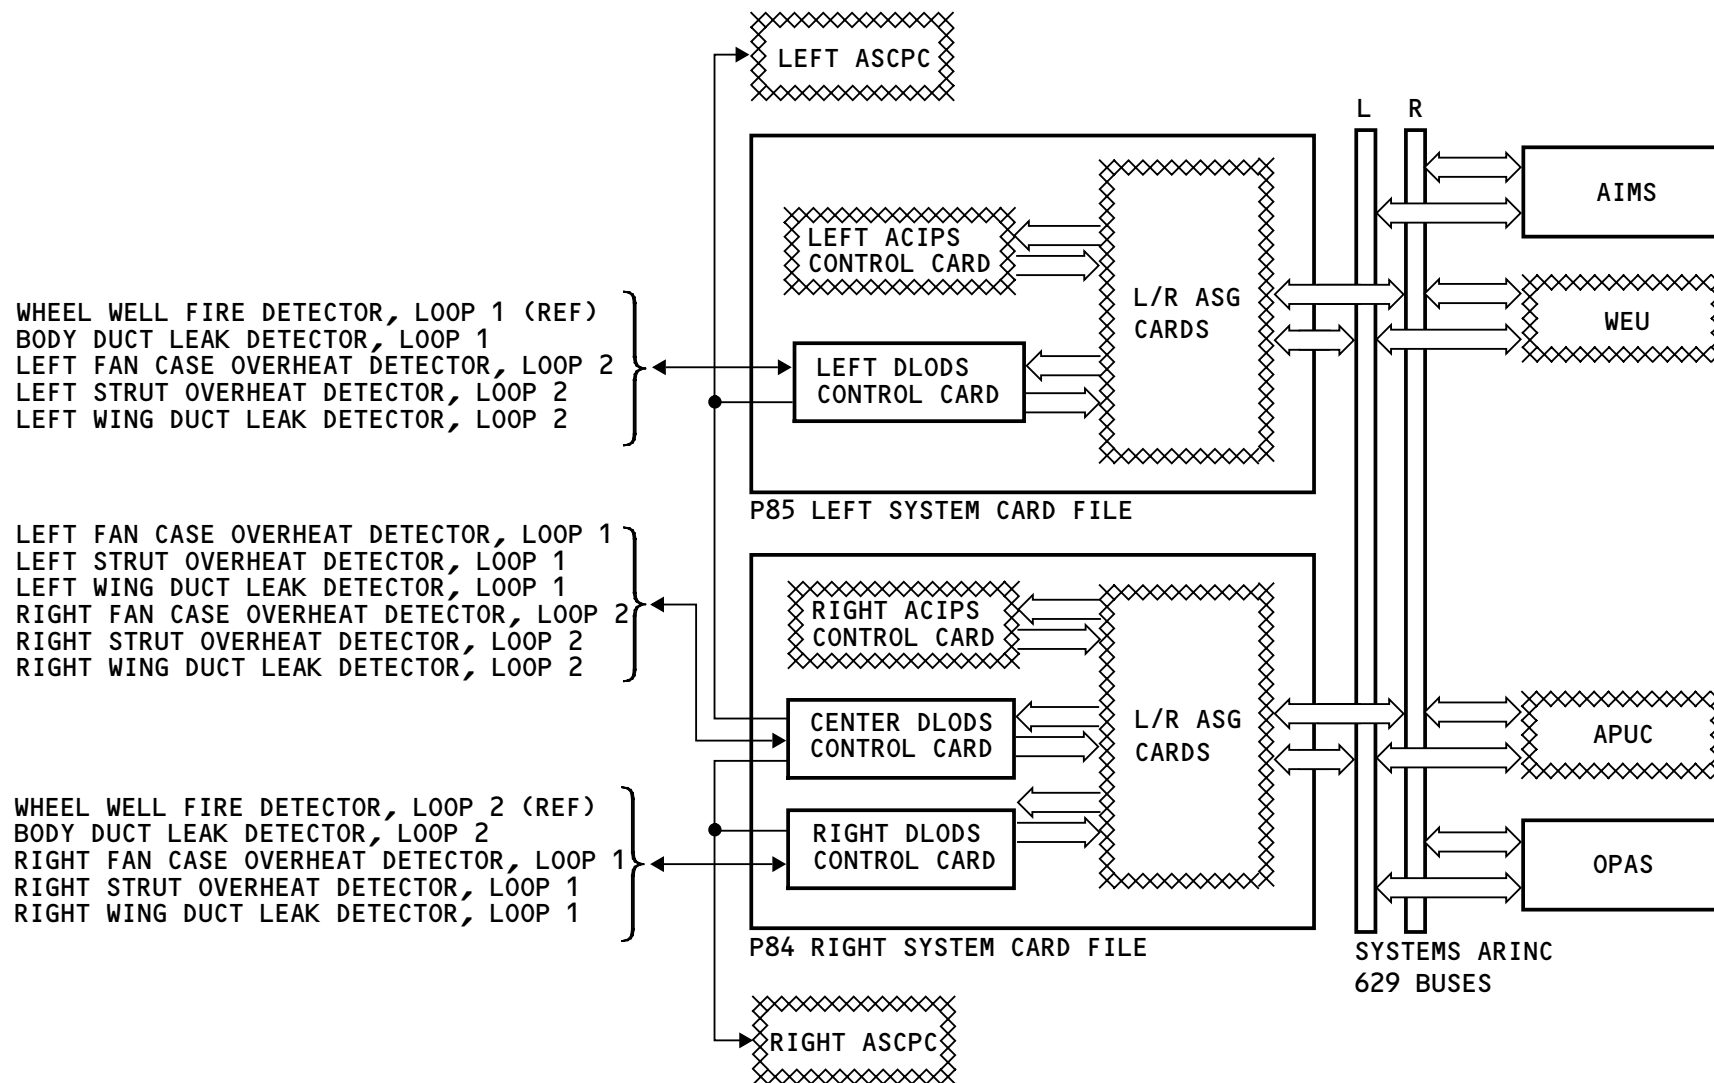 LEFT ASCPC
L R
AIMS
LEFT ACIPS
CONTROL CARD
L/R ASG
CARDS
WEU
WHEEL WELL FIRE DETECTOR, LOOP 1 (REF)
BODY DUCT LEAK DETECTOR, LOOP 1
LEFT FAN CASE OVERHEAT DETECTOR, LOOP 2
LEFT STRUT OVERHEAT DETECTOR, LOOP 2
LEFT WING DUCT LEAK DETECTOR, LOOP 2
LEFT DLODS
CONTROL CARD
P85 LEFT SYSTEM CARD FILE
LEFT FAN CASE OVERHEAT DETECTOR, LOOP 1
LEFT STRUT OVERHEAT DETECTOR, LOOP 1
LEFT WING DUCT LEAK DETECTOR, LOOP 1
RIGHT FAN CASE OVERHEAT DETECTOR, LOOP 2
RIGHT STRUT OVERHEAT DETECTOR, LOOP 2
RIGHT WING DUCT LEAK DETECTOR, LOOP 2
RIGHT ACIPS
CONTROL CARD
CENTER DLODS
CONTROL CARD
L/R ASG
CARDS
APUC
WHEEL WELL FIRE DETECTOR, LOOP 2 (REF)
BODY DUCT LEAK DETECTOR, LOOP 2
RIGHT FAN CASE OVERHEAT DETECTOR, LOOP 1
RIGHT STRUT OVERHEAT DETECTOR, LOOP 1
RIGHT WING DUCT LEAK DETECTOR, LOOP 1
RIGHT DLODS
CONTROL CARD
OPAS
P84 RIGHT SYSTEM CARD FILE
SYSTEMS ARINC
629 BUSES
RIGHT ASCPC